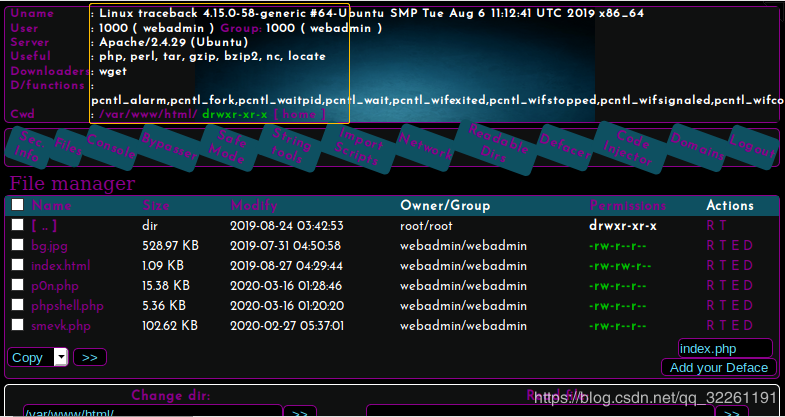 Uname : Linux traceback 4.15.0-58-generic #64-Ubuntu SMP Tue Aug 6 11:12:41 UTC 2019 x86_64
User : 1000 ( webadmin ) Group: 1000 ( webadmin )
Server : Apache/2.4.29 (Ubuntu)
Useful : php, perl, tar, gzip, bzip2, nc, locate
Downloaders : wget
D/functions :
pcntl_alarm,pcntl_fork,pcntl_waitpid,pcntl_wait,pcntl_wifexited,pcntl_wifstopped,pcntl_wifsignaled,pcntl_wifco
Cwd : /var/www/html/ drwxr-xr-x [ home ]
Sec. Info Files Console Bypasser Safe Mode String tools Import Scripts Network Readable Dirs Defacer Code Injector Domains Logout
File manager
Name Size Modify Owner/Group Permissions Actions
[ .. ] dir 2019-08-24 03:42:53 root/root drwxr-xr-x R T
bg.jpg 528.97 KB 2019-07-31 04:50:58 webadmin/webadmin -rw-r--r-- R T E D
index.html 1.09 KB 2019-08-27 04:29:44 webadmin/webadmin -rw-rw-r-- R T E D
p0n.php 15.38 KB 2020-03-16 01:28:46 webadmin/webadmin -rw-r--r-- R T E D
phpshell.php 5.36 KB 2020-03-16 01:20:20 webadmin/webadmin -rw-r--r-- R T E D
smevk.php 102.62 KB 2020-02-27 05:37:01 webadmin/webadmin -rw-r--r-- R T E D
Copy >> index.php
Add your Deface
Change dir: Read file:
/var/www/html/ >> >>
https://blog.csdn.net/qq_32261191